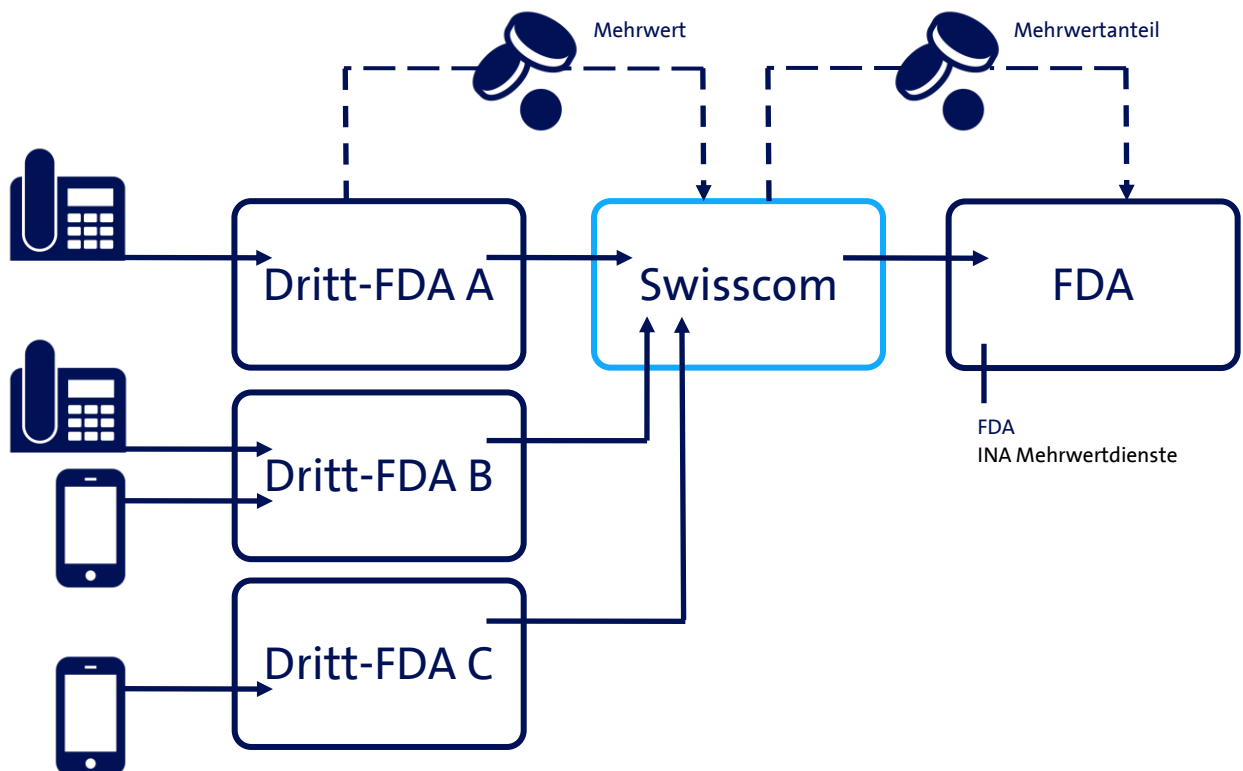 Mehrwert
Mehrwertanteil
Dritt-FDA A
Swisscom
FDA
Dritt-FDA B
FDA
INA Mehrwertdienste
Dritt-FDA C